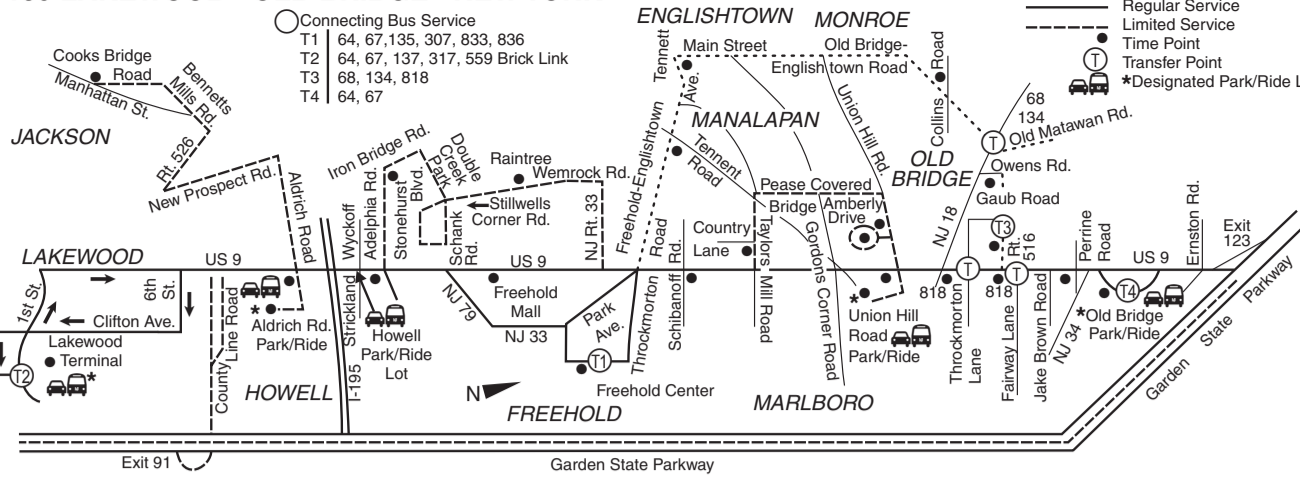 Connecting Bus Service
T1 64, 67,135, 307, 833, 836
T2 64, 67, 137, 317, 559 Brick Link
T3 68, 134, 818
T4 64, 67
ENGLISHTOWN
MONROE
Regular Service
Limited Service
Time Point
T Transfer Point
*Designated Park/Ride L
Cooks Bridge
Road
Manhattan St.
Bennetts
Mills Rd.
JACKSON
Rt. 526
New Prospect Rd.
Aldrich Road
Iron Bridge Rd.
Double
Creek
Park
Raintree
Wemrock Rd.
Stillwells
Corner Rd.
Wyckoff
Adelphia Rd.
Stonehurst
Blvd.
Schank
Rd.
NJ Rt. 33
Tennett
Ave.
Main Street
Old Bridge-
Englishtown Road
Freehold-Englishtown
Road
MANALAPAN
Tennent
Road
Union Hill Rd.
Collins Road
68
134
T
Old Matawan Rd.
OLD
BRIDGE
Owens Rd.
Gaub Road
Pease Covered
Bridge
Amberly
Drive
Country
Lane
Taylors Mill Road
Gordons Corner Road
NJ 18
T3
Rt.
516
Perrine
Road
Ernston Rd.
Exit
123
LAKEWOOD
US 9
US 9
1st St.
6th
St.
Clifton Ave.
Lakewood
Terminal
*
T2
County Line Road
*
Aldrich Rd.
Park/Ride
HOWELL
Strickland
I-195
Howell
Park/Ride
Lot
NJ 79
Freehold
Mall
NJ 33
Park
Ave.
T1
Freehold Center
Throckmorton
Schibanoff
Rd.
N
FREEHOLD
MARLBORO
*
Union Hill
Road
Park/Ride
818
T
Throckmorton
Lane
818
T
Fairway Lane
Jake Brown Road
NJ 34
T4
*Old Bridge
Park/Ride
Garden State Parkway
Exit 91
Garden State Parkway